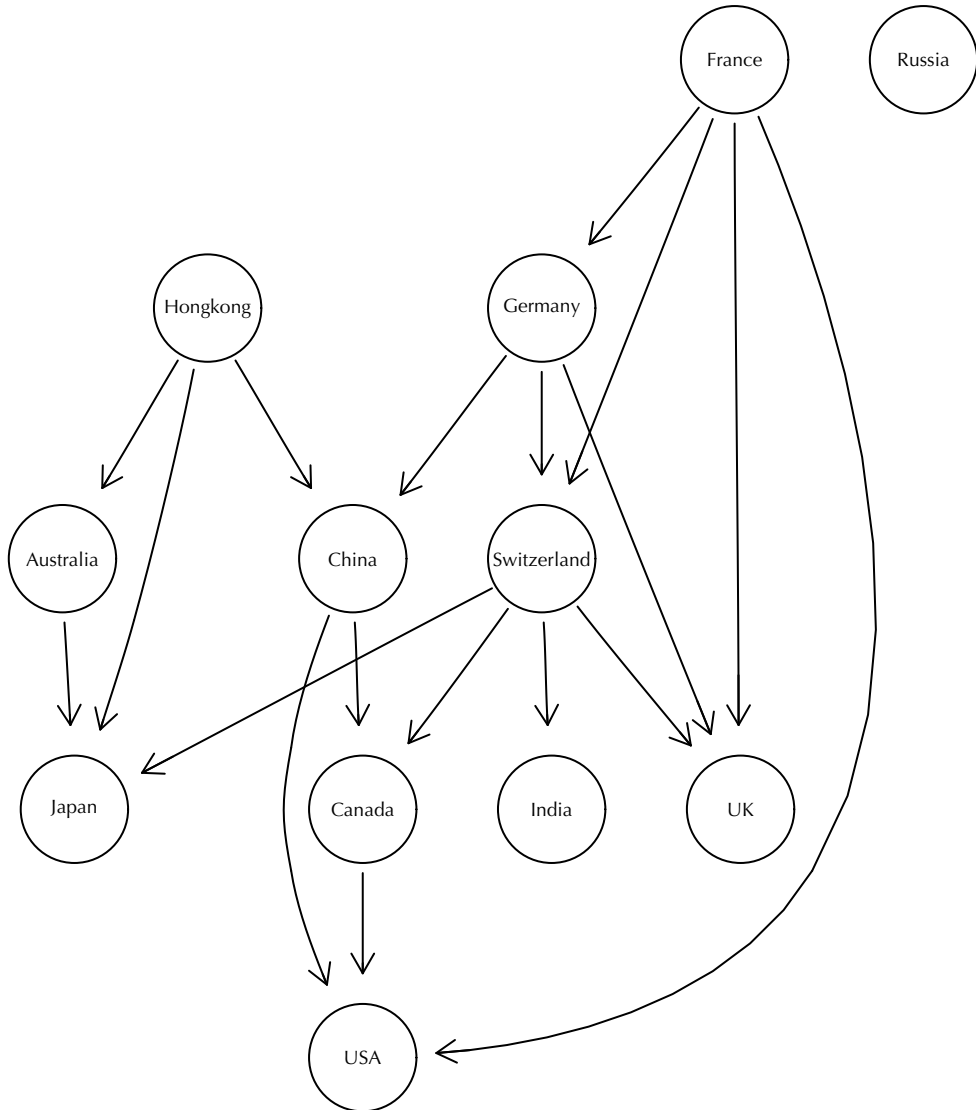 France
Russia
Hongkong
Germany
Australia
China
Switzerland
Japan
Canada
India
UK
USA